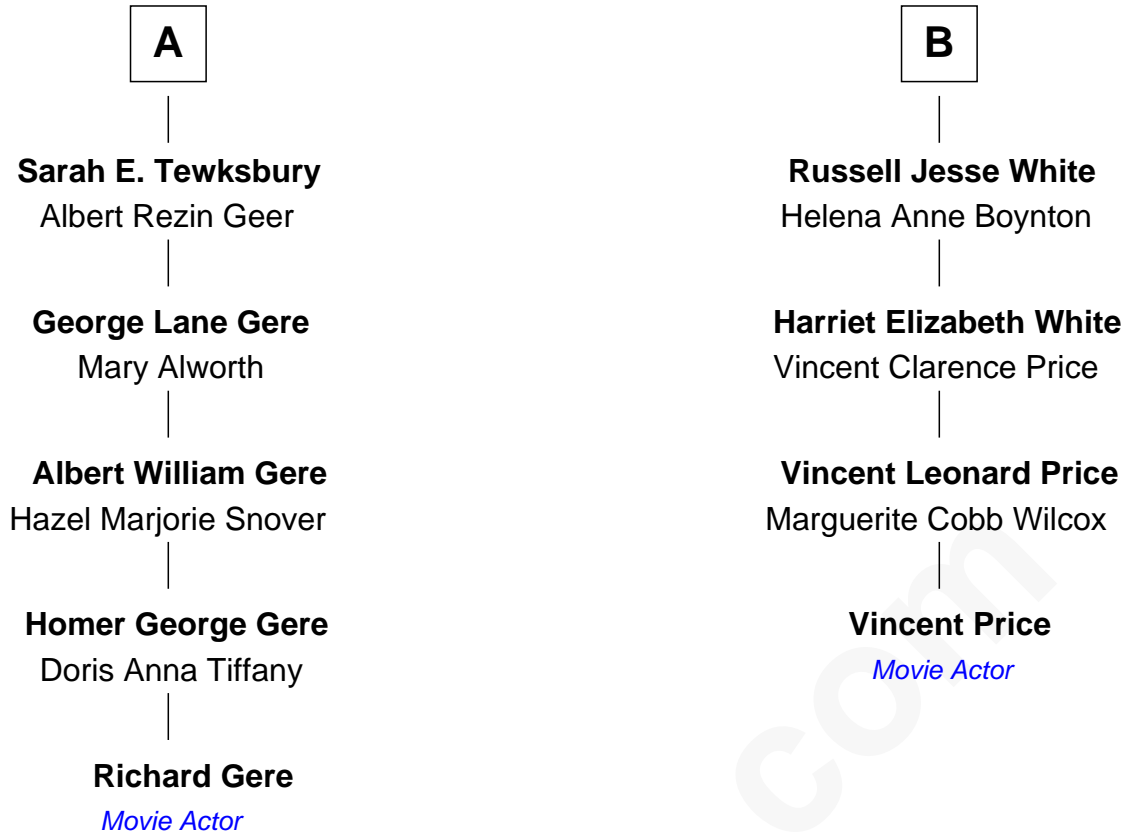 A
Sarah E. Tewksbury
Albert Rezin Geer
George Lane Gere
Mary Alworth
Albert William Gere
Hazel Marjorie Snover
Homer George Gere
Doris Anna Tiffany
Richard Gere
Movie Actor
B
Russell Jesse White
Helena Anne Boynton
Harriet Elizabeth White
Vincent Clarence Price
Vincent Leonard Price
Marguerite Cobb Wilcox
Vincent Price
Movie Actor
com